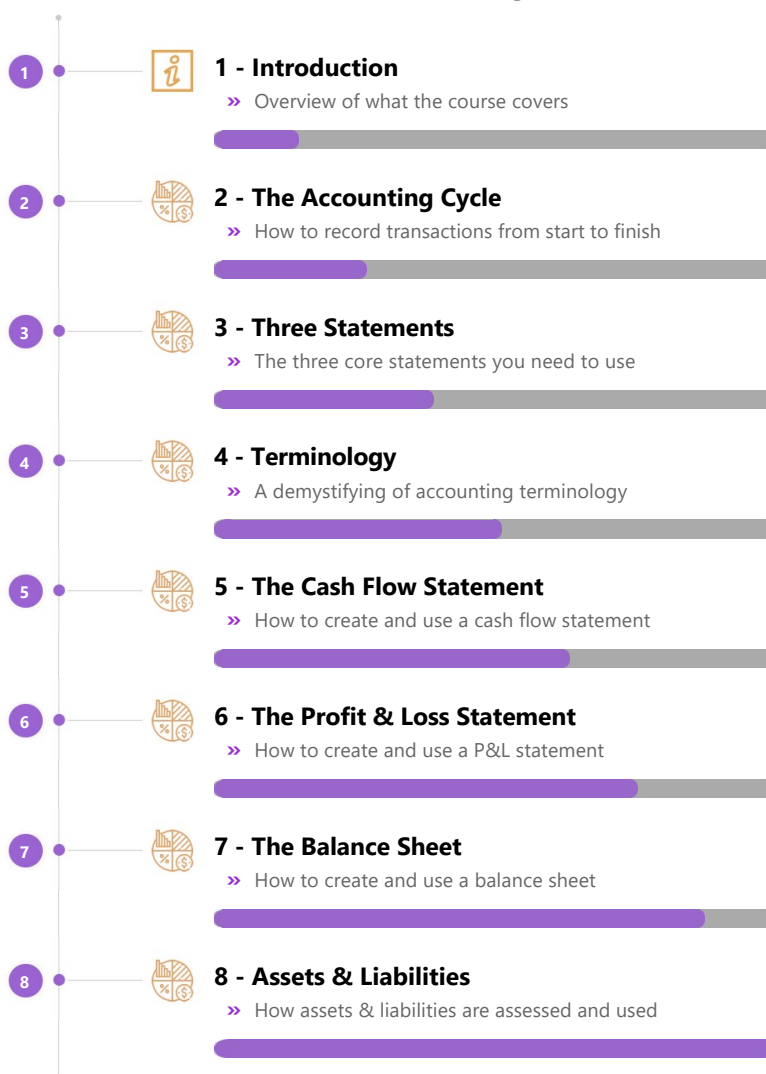 1
1 - Introduction
» Overview of what the course covers
2
2 - The Accounting Cycle
» How to record transactions from start to finish
3
3 - Three Statements
» The three core statements you need to use
4
4 - Terminology
» A demystifying of accounting terminology
5
5 - The Cash Flow Statement
» How to create and use a cash flow statement
6
6 - The Profit & Loss Statement
» How to create and use a P&L statement
7
7 - The Balance Sheet
» How to create and use a balance sheet
8
8 - Assets & Liabilities
» How assets & liabilities are assessed and used